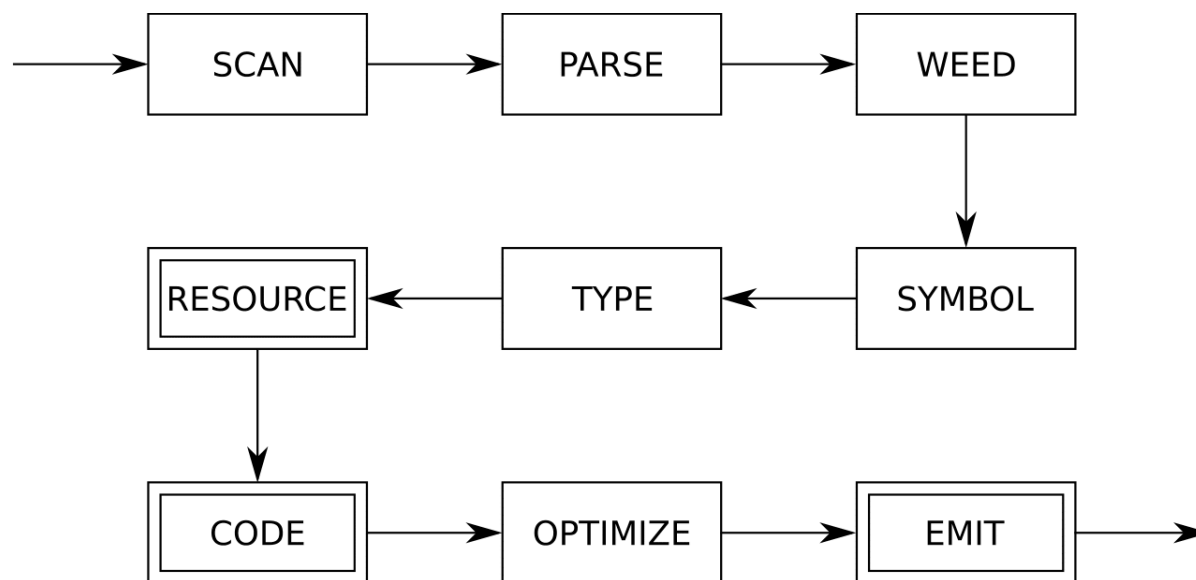 SCAN
PARSE
WEED
RESOURCE
TYPE
SYMBOL
CODE
OPTIMIZE
EMIT